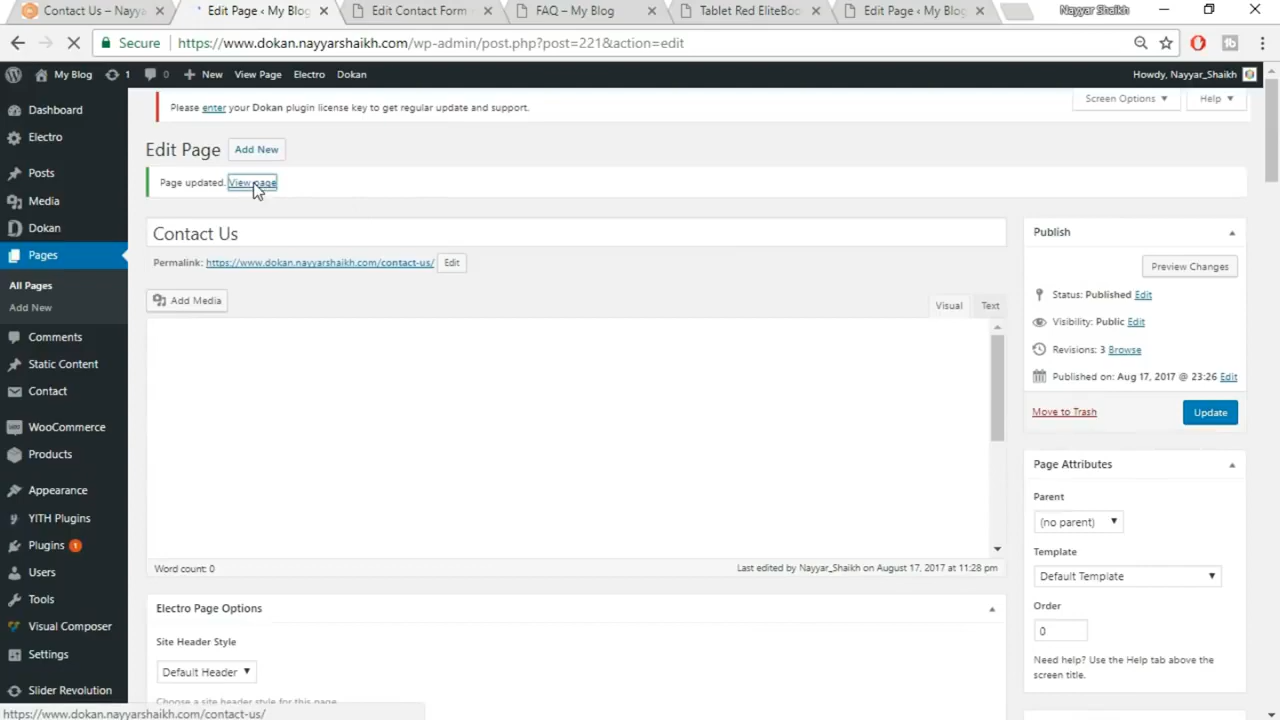 Contact Us – Nayya
Edit Page ‹ My Blog
Edit Contact Form
FAQ – My Blog
Tablet Red EliteBoo
Edit Page ‹ My Blog
Nayyar Shaikh
Secure
https://www.dokan.nayyarshaikh.com/wp-admin/post.php?post=221&action=edit
My Blog 1 0 New View Page Electro Dokan
Howdy, Nayyar_Shaikh
Please enter your Dokan plugin license key to get regular update and support.
Screen Options
Help
Edit Page
Add New
Page updated. View page
Contact Us
Permalink: https://www.dokan.nayyarshaikh.com/contact-us/ Edit
Add Media
Visual
Text
Word count: 0
Last edited by Nayyar_Shaikh on August 17, 2017 at 11:28 pm
Electro Page Options
Site Header Style
Default Header
Choose a site header style for this page.
Dashboard
Electro
Posts
Media
Dokan
Pages
All Pages
Add New
Comments
Static Content
Contact
WooCommerce
Products
Appearance
YITH Plugins
Plugins 1
Users
Tools
Visual Composer
Settings
Slider Revolution
Publish
Preview Changes
Status: Published Edit
Visibility: Public Edit
Revisions: 3 Browse
Published on: Aug 17, 2017 @ 23:26 Edit
Move to Trash
Update
Page Attributes
Parent
(no parent)
Template
Default Template
Order
0
Need help? Use the Help tab above the
screen title.
https://www.dokan.nayyarshaikh.com/contact-us/